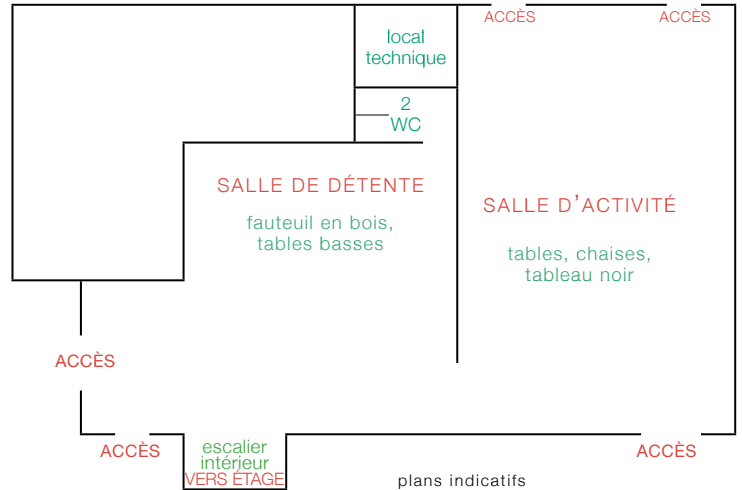 ACCÈS
ACCÈS
local
technique
2
WC
SALLE DE DÉTENTE
fauteuil en bois,
tables basses
SALLE D’ACTIVITÉ
tables, chaises,
tableau noir
ACCÈS
ACCÈS
escalier
intérieur
VERS ÉTAGE
ACCÈS
plans indicatifs